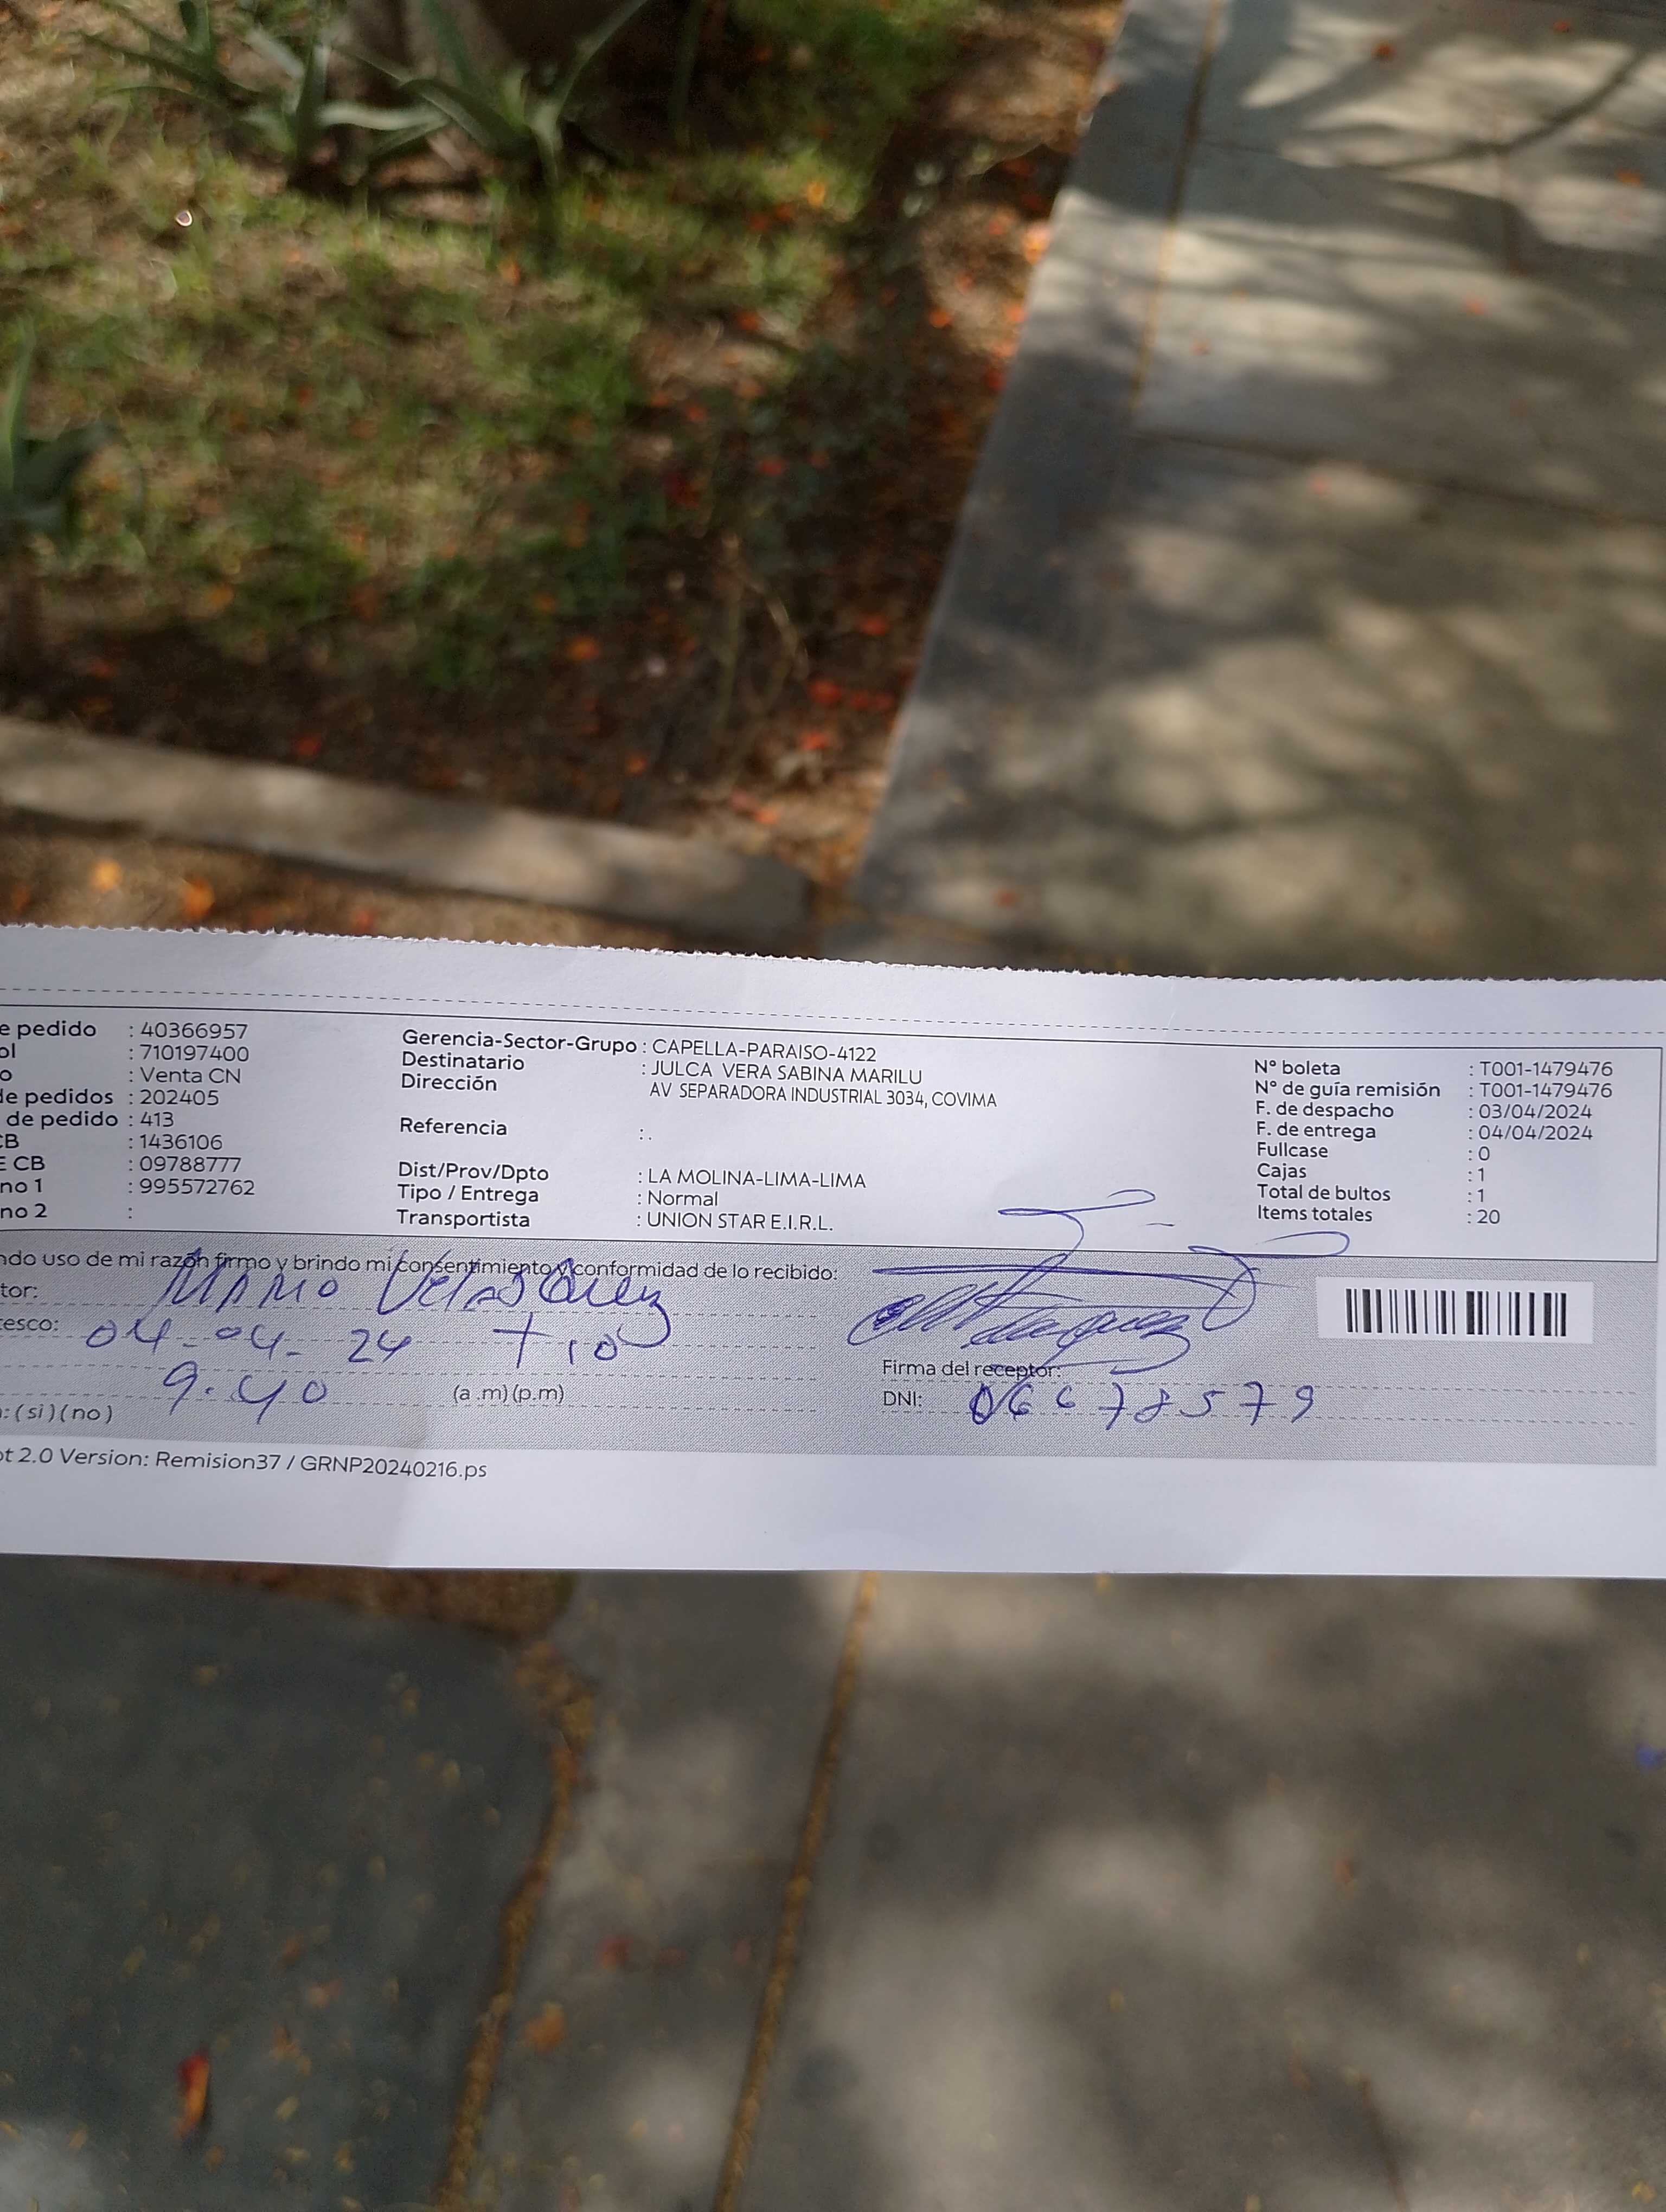 e pedido : 40366957
ol : 710197400
o : Venta CN
de pedidos : 202405
de pedido : 413
CB : 1436106
E CB : 09788777
no 1 : 995572762
no 2 :
Gerencia-Sector-Grupo : CAPELLA-PARAISO-4122
Destinatario : JULCA VERA SABINA MARILU
Dirección AV SEPARADORA INDUSTRIAL 3034, COVIMA
Referencia : .
Dist/Prov/Dpto : LA MOLINA-LIMA-LIMA
Tipo / Entrega : Normal
Transportista : UNION STAR E.I.R.L.
Nº boleta : T001-1479476
Nº de guía remisión : T001-1479476
F. de despacho : 03/04/2024
F. de entrega : 04/04/2024
Fullcase : 0
Cajas : 1
Total de bultos : 1
Items totales : 20
ndo uso de mi razón firmo y brindo mi consentimiento y conformidad de lo recibido:
tor: Mario Velasquez
esco: 04-04-24 tio
9.40 (a .m) (p.m)
: (si) (no)
Firma del receptor:
DNI: 06678579
ot 2.0 Version: Remision37 / GRNP20240216.ps